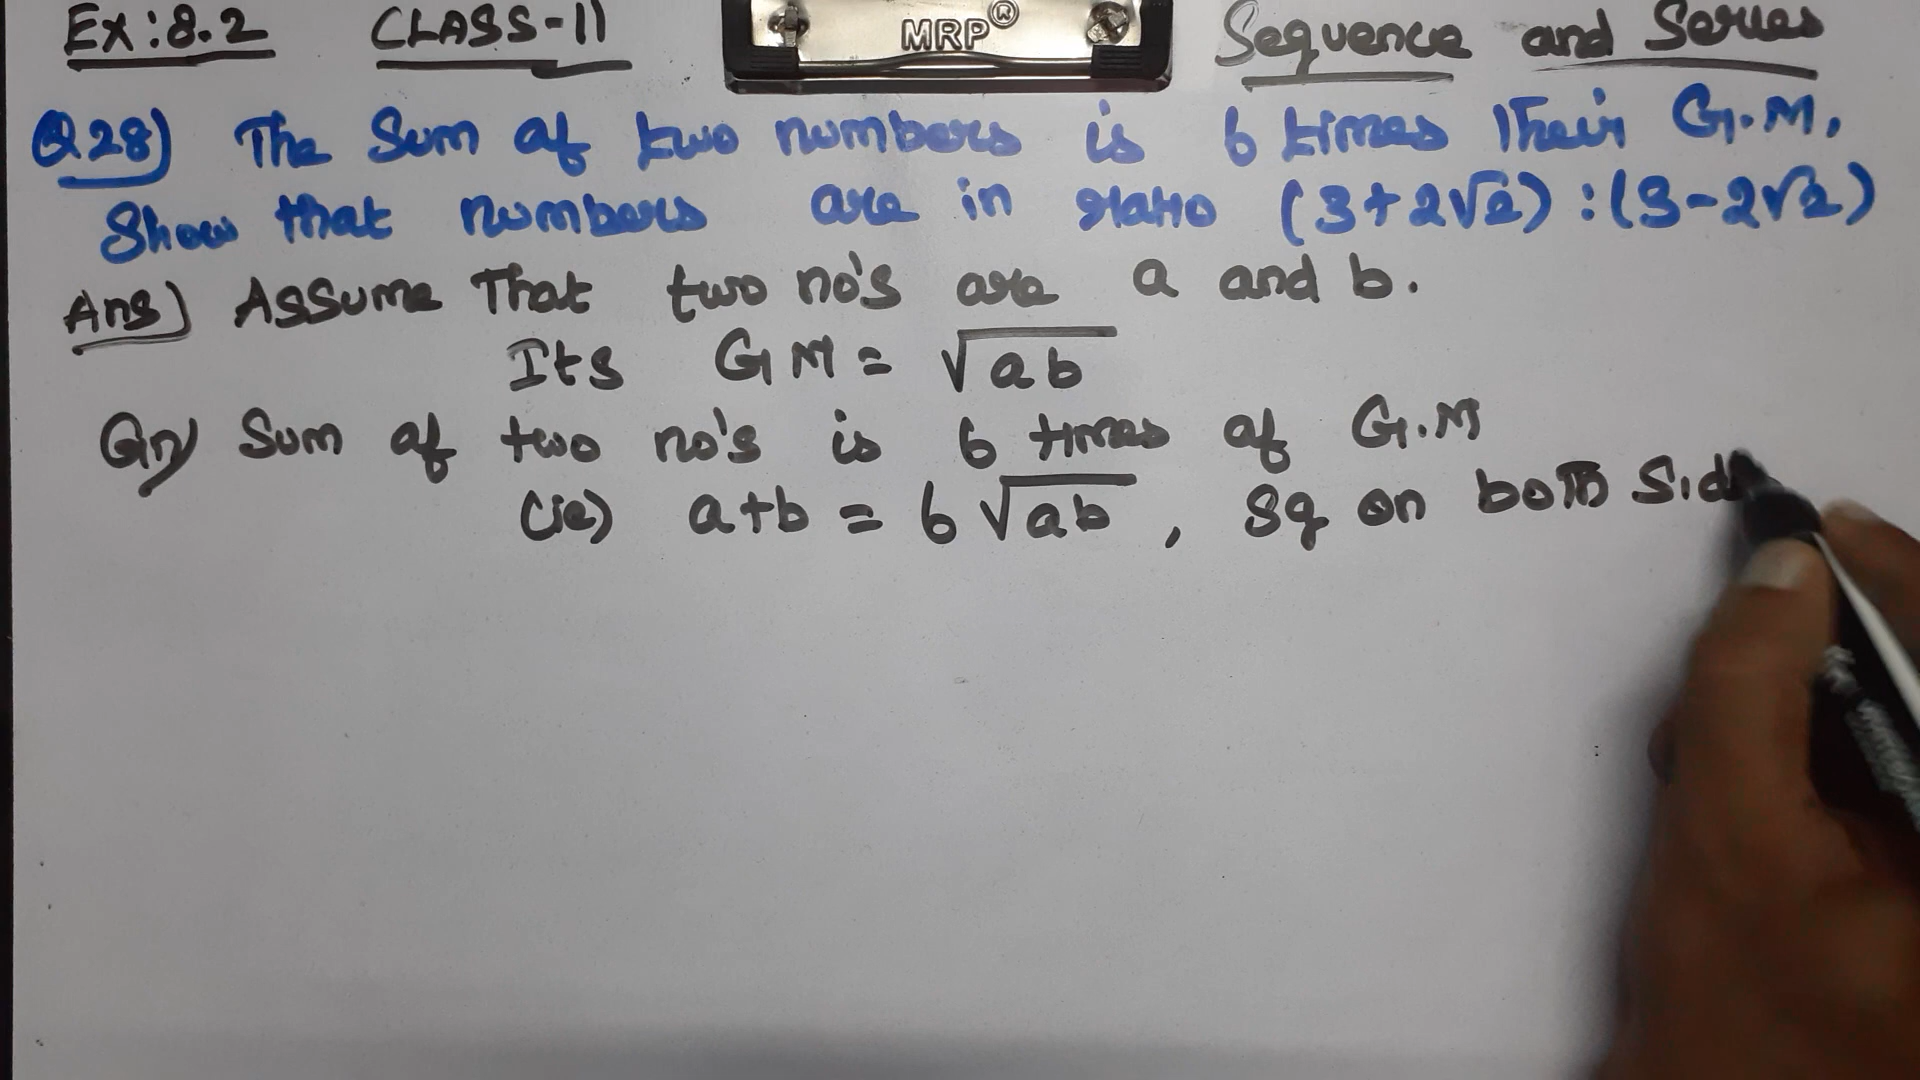 Ex:8.2 CLASS-11 MRP® Sequence and Series
Q28) The Sum of two numbers is 6 times their G.M.
Show that numbers are in ratio (3+2√2):(3-2√2)
Ans) Assume That two no's are a and b.
Its GM = √ab
Gn) Sum of two no's is 6 times of G.M
(ie) a+b = 6√ab, Sq on both Sid